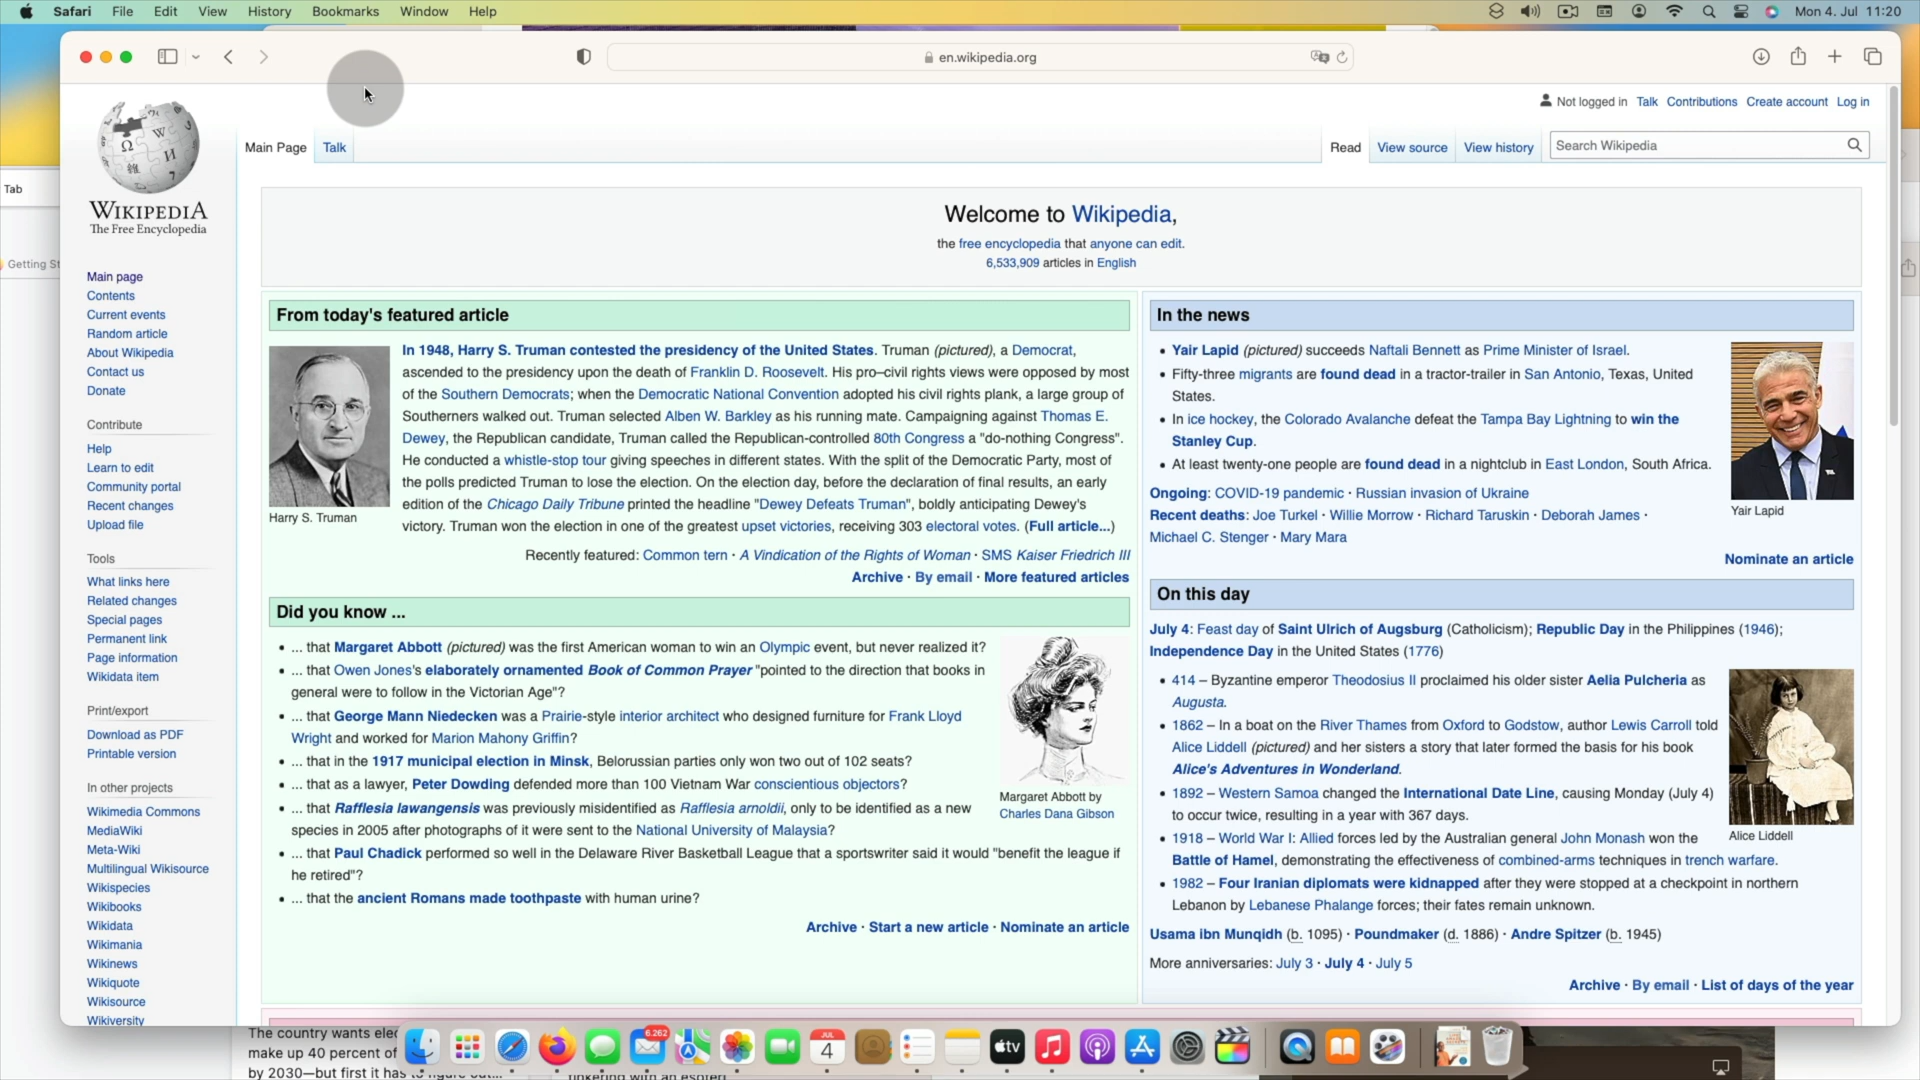 Safari File Edit View History Bookmarks Window Help
Mon 4. Jul 11:20
en.wikipedia.org
Tab
Getting St
WIKIPEDIA
The Free Encyclopedia
Main page
Contents
Current events
Random article
About Wikipedia
Contact us
Donate
Contribute
Help
Learn to edit
Community portal
Recent changes
Upload file
Tools
What links here
Related changes
Special pages
Permanent link
Page information
Wikidata item
Print/export
Download as PDF
Printable version
In other projects
Wikimedia Commons
MediaWiki
Meta-Wiki
Multilingual Wikisource
Wikispecies
Wikibooks
Wikidata
Wikimania
Wikinews
Wikiquote
Wikisource
Wikiversity
Not logged in Talk Contributions Create account Log in
Main Page Talk
Read View source View history Search Wikipedia
Welcome to Wikipedia,
the free encyclopedia that anyone can edit.
6,533,909 articles in English
From today's featured article
Harry S. Truman
In 1948, Harry S. Truman contested the presidency of the United States. Truman (pictured), a Democrat,
ascended to the presidency upon the death of Franklin D. Roosevelt. His pro–civil rights views were opposed by most
of the Southern Democrats; when the Democratic National Convention adopted his civil rights plank, a large group of
Southerners walked out. Truman selected Alben W. Barkley as his running mate. Campaigning against Thomas E.
Dewey, the Republican candidate, Truman called the Republican-controlled 80th Congress a "do-nothing Congress".
He conducted a whistle-stop tour giving speeches in different states. With the split of the Democratic Party, most of
the polls predicted Truman to lose the election. On the election day, before the declaration of final results, an early
edition of the Chicago Daily Tribune printed the headline "Dewey Defeats Truman", boldly anticipating Dewey's
victory. Truman won the election in one of the greatest upset victories, receiving 303 electoral votes. (Full article...)
Recently featured: Common tern · A Vindication of the Rights of Woman · SMS Kaiser Friedrich III
Archive · By email · More featured articles
Did you know ...
... that Margaret Abbott (pictured) was the first American woman to win an Olympic event, but never realized it?
... that Owen Jones's elaborately ornamented Book of Common Prayer "pointed to the direction that books in
general were to follow in the Victorian Age"?
... that George Mann Niedecken was a Prairie-style interior architect who designed furniture for Frank Lloyd
Wright and worked for Marion Mahony Griffin?
... that in the 1917 municipal election in Minsk, Belorussian parties only won two out of 102 seats?
... that as a lawyer, Peter Dowding defended more than 100 Vietnam War conscientious objectors?
... that Rafflesia lawangensis was previously misidentified as Rafflesia arnoldii, only to be identified as a new
species in 2005 after photographs of it were sent to the National University of Malaysia?
... that Paul Chadick performed so well in the Delaware River Basketball League that a sportswriter said it would "benefit the league if
he retired"?
... that the ancient Romans made toothpaste with human urine?
Margaret Abbott by
Charles Dana Gibson
Archive · Start a new article · Nominate an article
In the news
Yair Lapid (pictured) succeeds Naftali Bennett as Prime Minister of Israel.
Fifty-three migrants are found dead in a tractor-trailer in San Antonio, Texas, United
States.
In ice hockey, the Colorado Avalanche defeat the Tampa Bay Lightning to win the
Stanley Cup.
At least twenty-one people are found dead in a nightclub in East London, South Africa.
Yair Lapid
Ongoing: COVID-19 pandemic · Russian invasion of Ukraine
Recent deaths: Joe Turkel · Willie Morrow · Richard Taruskin · Deborah James ·
Michael C. Stenger · Mary Mara
Nominate an article
On this day
July 4: Feast day of Saint Ulrich of Augsburg (Catholicism); Republic Day in the Philippines (1946);
Independence Day in the United States (1776)
414 – Byzantine emperor Theodosius II proclaimed his older sister Aelia Pulcheria as
Augusta.
1862 – In a boat on the River Thames from Oxford to Godstow, author Lewis Carroll told
Alice Liddell (pictured) and her sisters a story that later formed the basis for his book
Alice's Adventures in Wonderland.
1892 – Western Samoa changed the International Date Line, causing Monday (July 4)
to occur twice, resulting in a year with 367 days.
1918 – World War I: Allied forces led by the Australian general John Monash won the
Battle of Hamel, demonstrating the effectiveness of combined-arms techniques in trench warfare.
1982 – Four Iranian diplomats were kidnapped after they were stopped at a checkpoint in northern
Lebanon by Lebanese Phalange forces; their fates remain unknown.
Alice Liddell
Usama ibn Munqidh (b. 1095) · Poundmaker (d. 1886) · Andre Spitzer (b. 1945)
More anniversaries: July 3 · July 4 · July 5
Archive · By email · List of days of the year
The country wants elec
make up 40 percent of
by 2030—but first it has to figure out...
6.262
JUL
4
tv